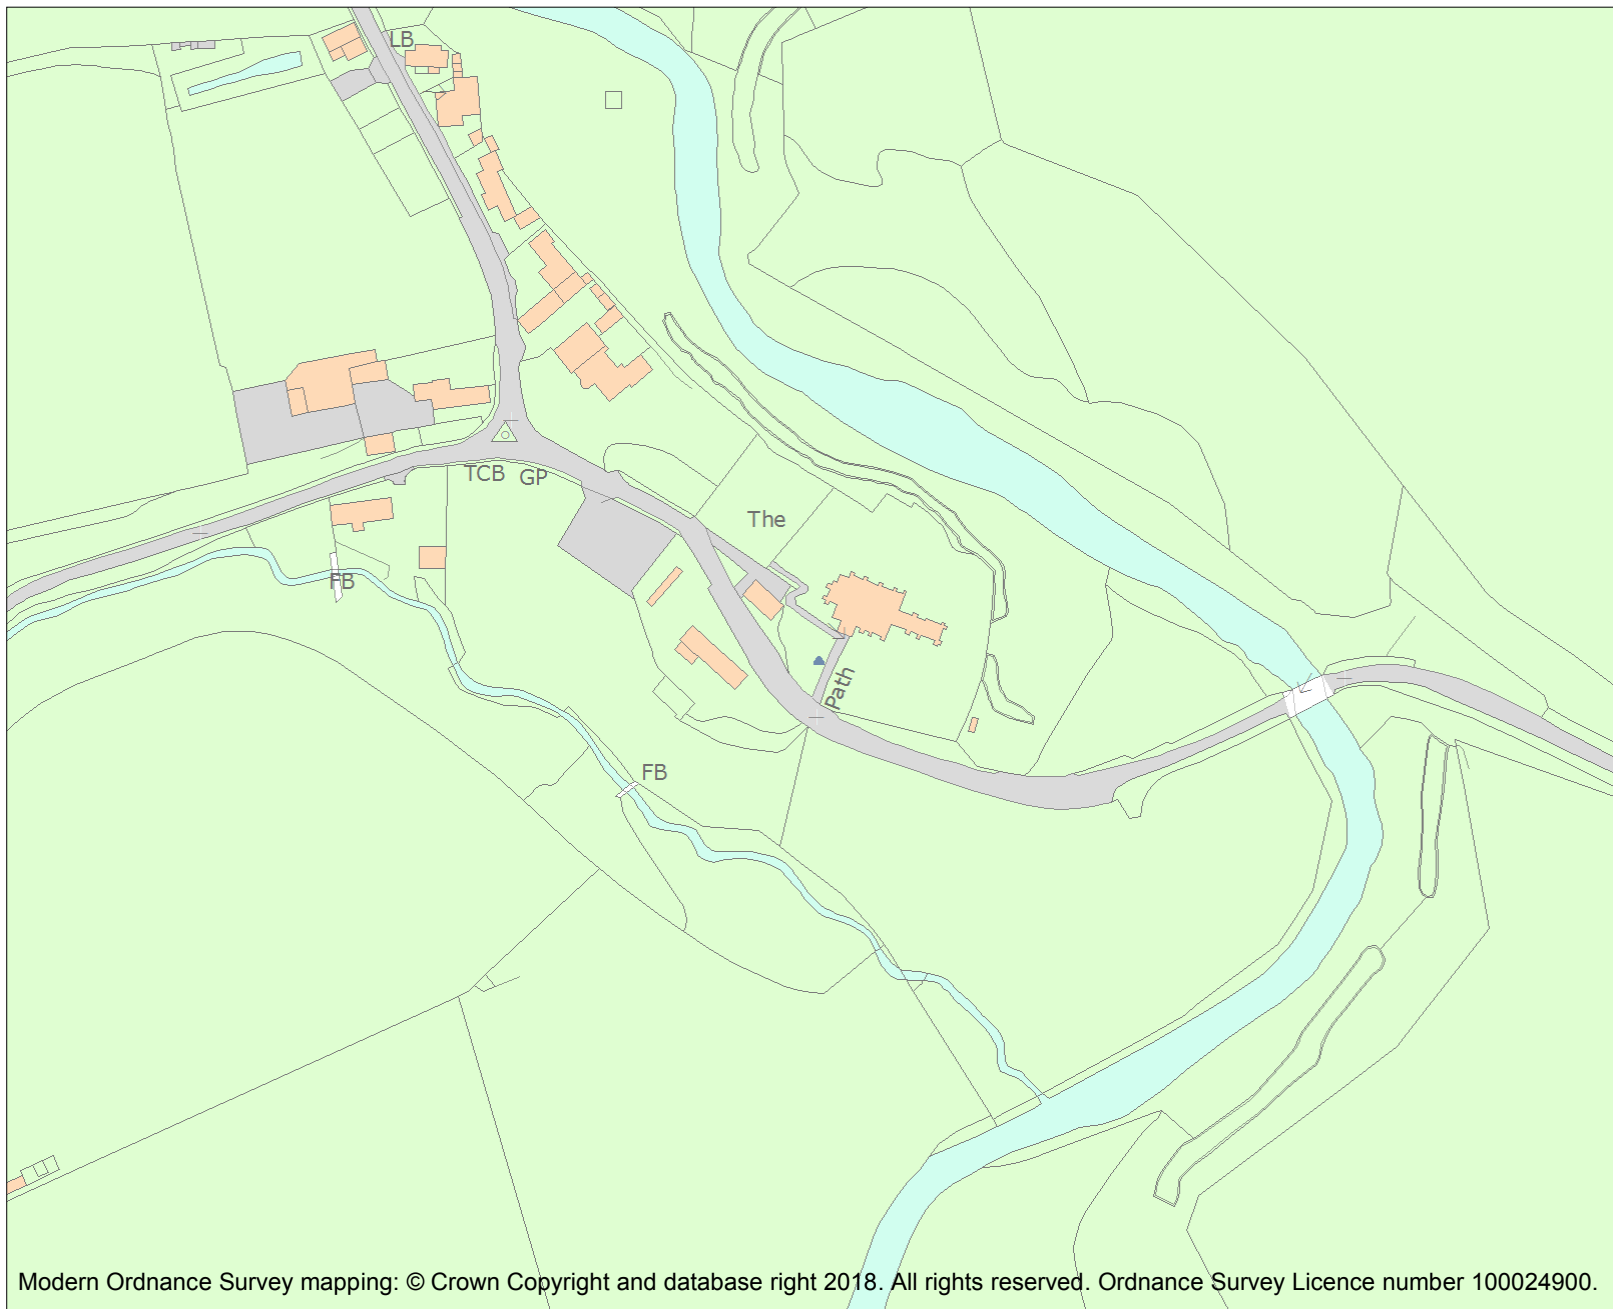 LB
TCB GP
The
FB
Path
FB
Modern Ordnance Survey mapping: © Crown Copyright and database right 2018. All rights reserved. Ordnance Survey Licence number 100024900.